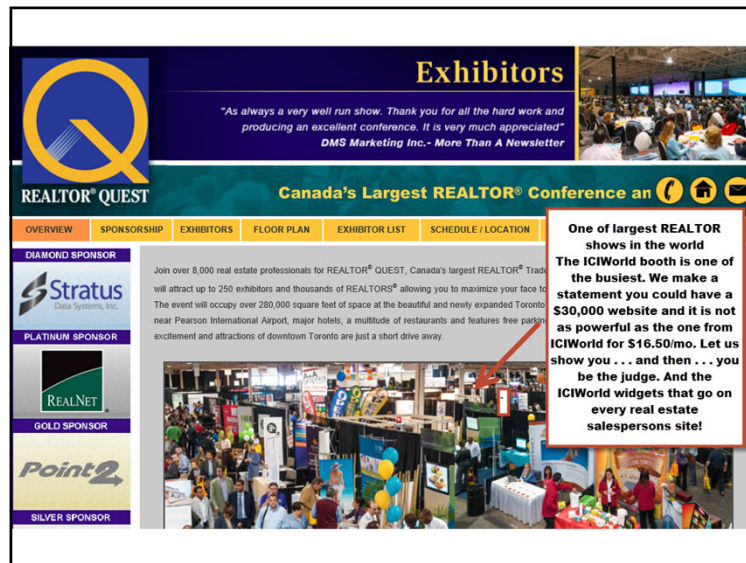 Exhibitors
"As always a very well run show. Thank you for all the hard work and
producing an excellent conference. It is very much appreciated"
DMS Marketing Inc.- More Than A Newsletter
REALTOR® QUEST
Canada's Largest REALTOR® Conference an
OVERVIEW SPONSORSHIP EXHIBITORS FLOOR PLAN EXHIBITOR LIST SCHEDULE / LOCATION
DIAMOND SPONSOR
Stratus
Data Systems, Inc.
PLATINUM SPONSOR
REALNET
GOLD SPONSOR
Point2
SILVER SPONSOR
Join over 8,000 real estate professionals for REALTOR® QUEST, Canada's largest REALTOR® Trade
will attract up to 250 exhibitors and thousands of REALTORS® allowing you to maximize your face to
The event will occupy over 280,000 square feet of space at the beautiful and newly expanded Toronto
near Pearson International Airport, major hotels, a multitude of restaurants and features free parkin
excitement and attractions of downtown Toronto are just a short drive away.
One of largest REALTOR
shows in the world
The ICIWorld booth is one of
the busiest. We make a
statement you could have a
$30,000 website and it is not
as powerful as the one from
ICIWorld for $16.50/mo. Let us
show you . . . and then . . . you
be the judge. And the
ICIWorld widgets that go on
every real estate
salespersons site!